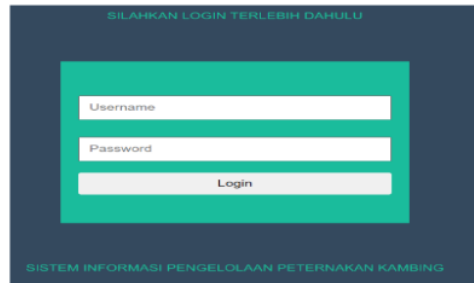 SILAHKAN LOGIN TERLEBIH DAHULU
Username
Password
Login
SISTEM INFORMASI PENGELOLAAN PETERNAKAN KAMBING